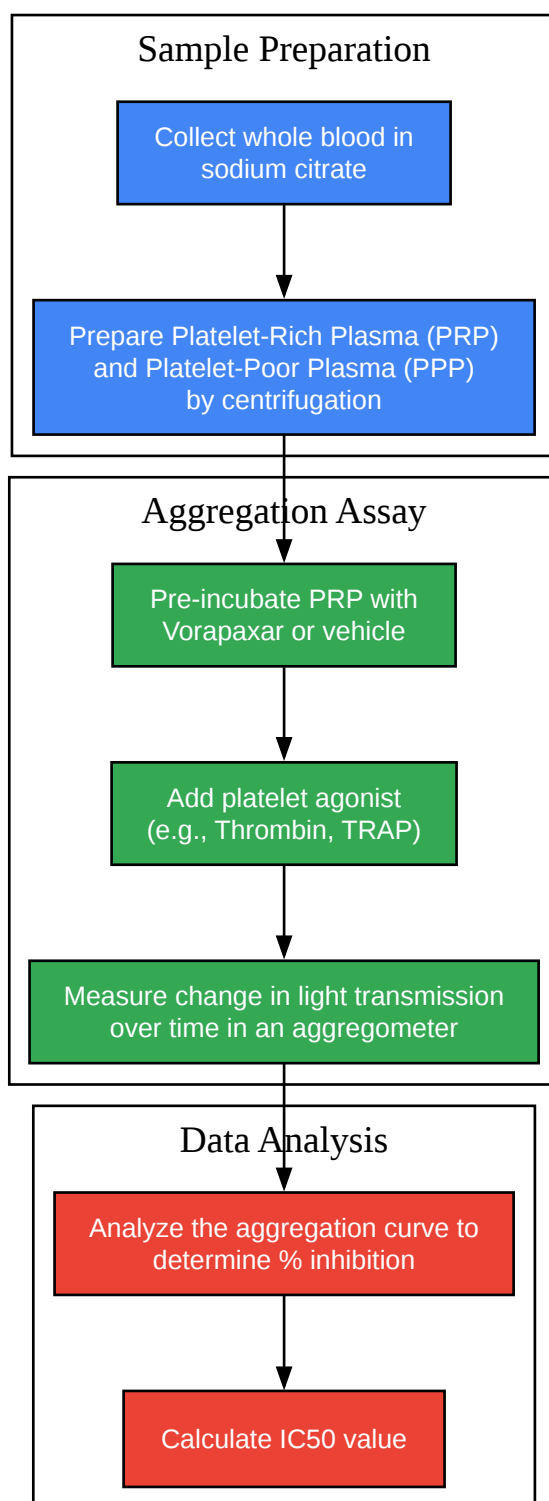 Sample Preparation
Collect whole blood in
sodium citrate
Prepare Platelet-Rich Plasma (PRP)
and Platelet-Poor Plasma (PPP)
by centrifugation
Aggregation Assay
Pre-incubate PRP with
Vorapaxar or vehicle
Add platelet agonist
(e.g., Thrombin, TRAP)
Measure change in light transmission
over time in an aggregometer
Data Analysis
Analyze the aggregation curve to
determine % inhibition
Calculate IC50 value